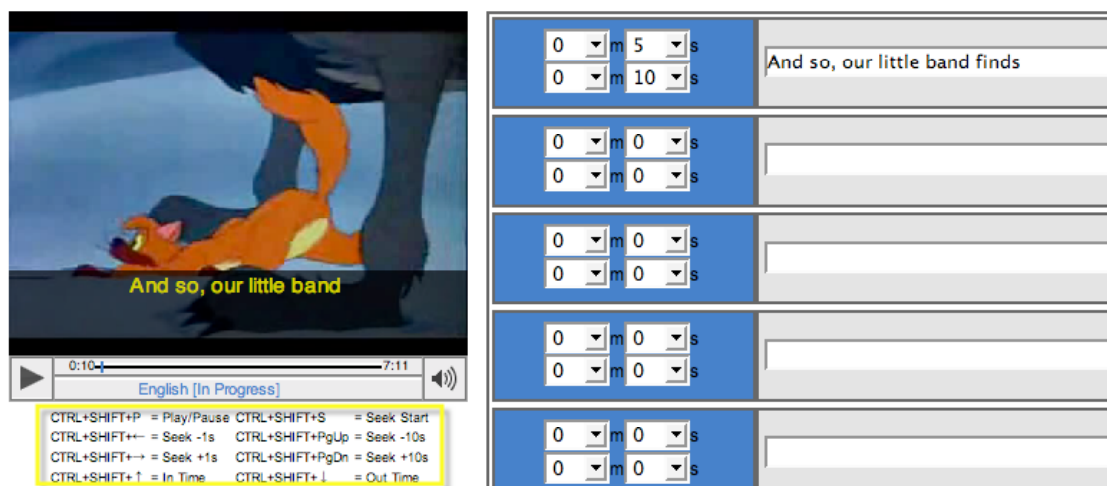 And so, our little band
0:10 7:11
English [In Progress]
CTRL+SHIFT+P = Play/Pause CTRL+SHIFT+S = Seek Start
CTRL+SHIFT+← = Seek -1s CTRL+SHIFT+PgUp = Seek -10s
CTRL+SHIFT+→ = Seek +1s CTRL+SHIFT+PgDn = Seek +10s
CTRL+SHIFT+↑ = In Time CTRL+SHIFT+↓ = Out Time
0 m 5 s
0 m 10 s
And so, our little band finds
0 m 0 s
0 m 0 s
0 m 0 s
0 m 0 s
0 m 0 s
0 m 0 s
0 m 0 s
0 m 0 s